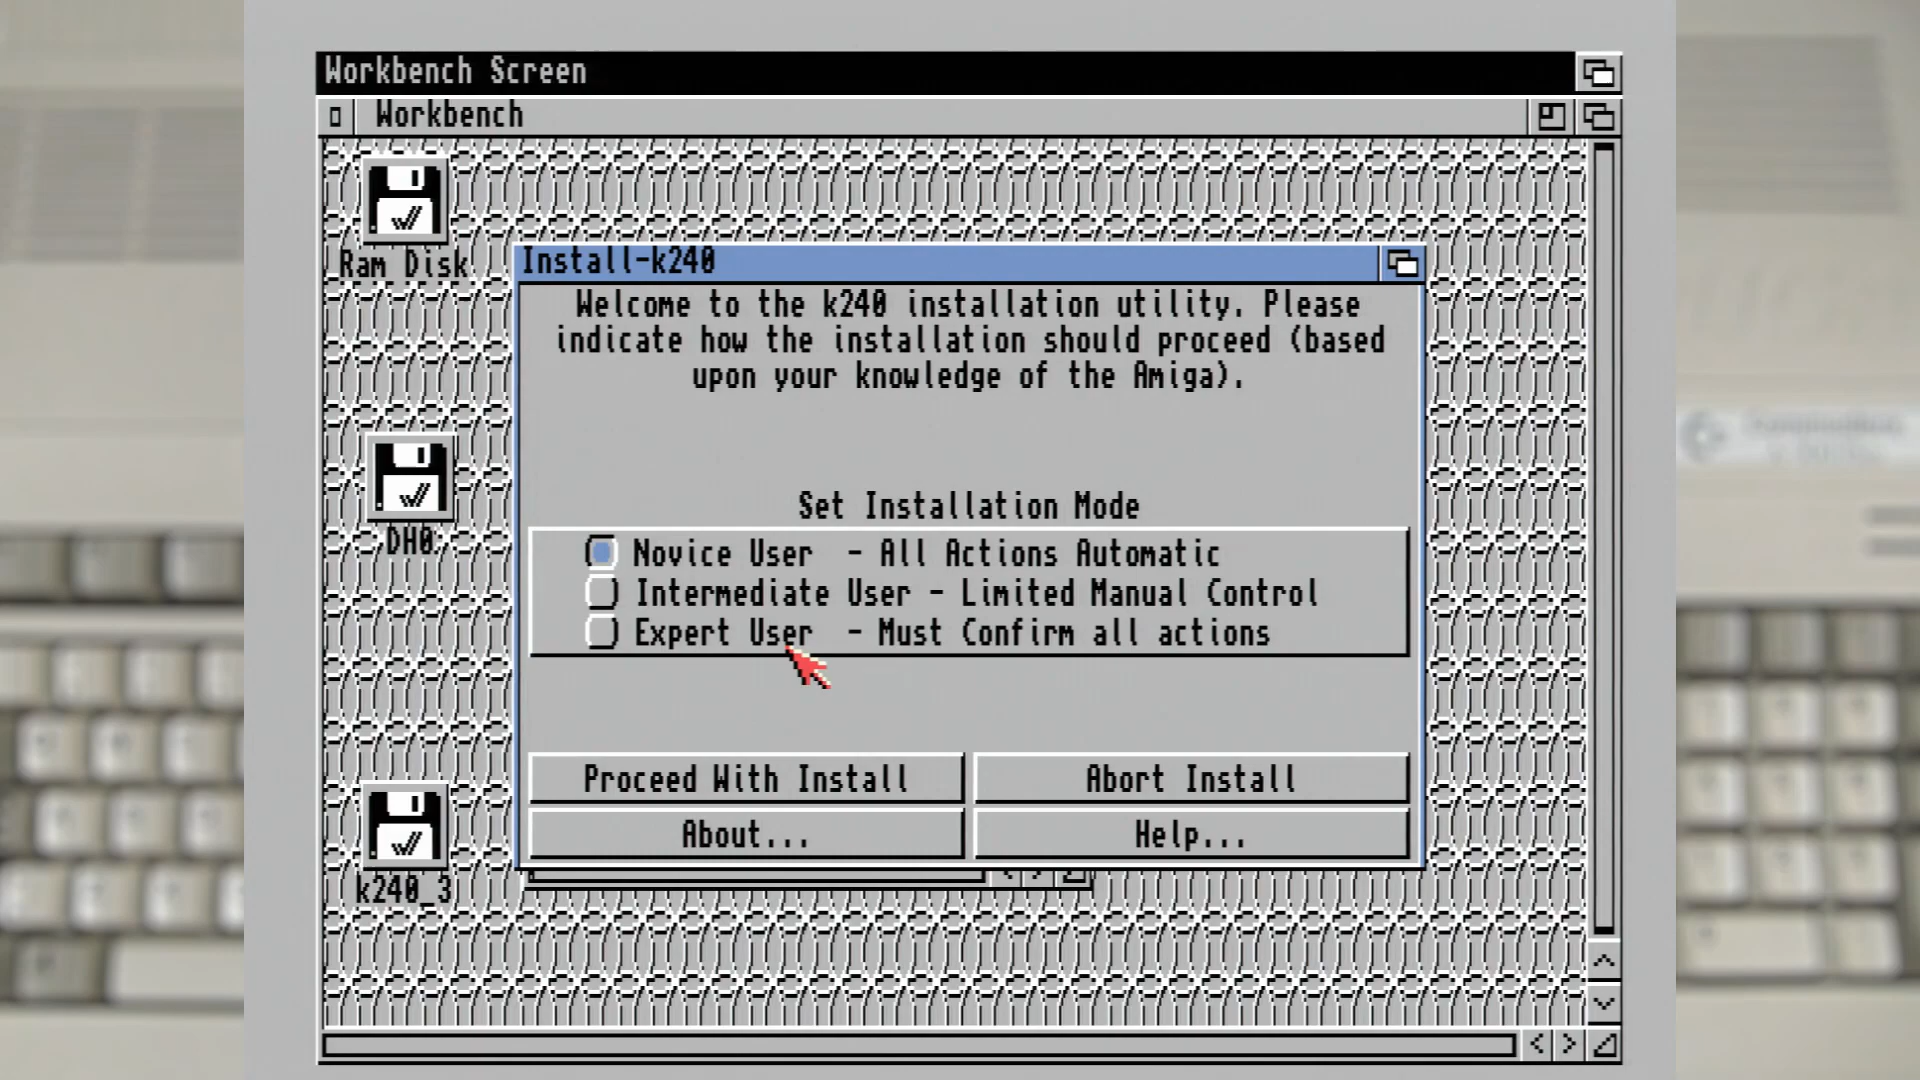 Workbench Screen
Workbench
Ram Disk
Install-k240
Welcome to the k240 installation utility. Please
indicate how the installation should proceed (based
upon your knowledge of the Amiga).
DH0
Set Installation Mode
Novice User - All Actions Automatic
Intermediate User - Limited Manual Control
Expert User - Must Confirm all actions
Proceed With Install
Abort Install
About...
Help...
k240_3